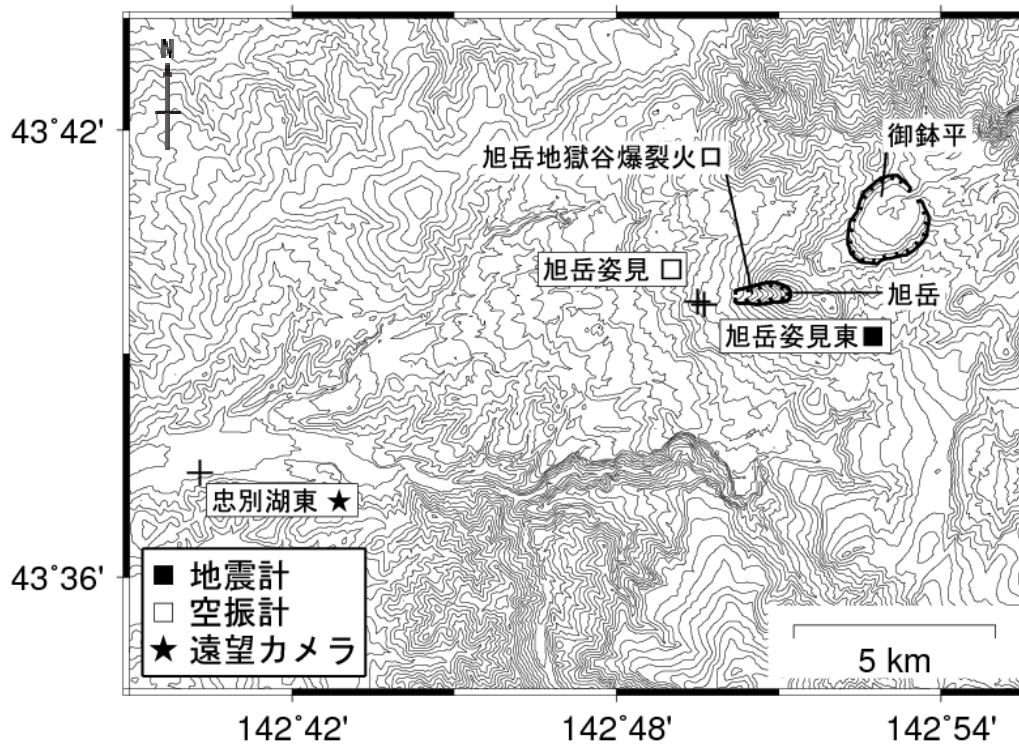 N
43°42'
御鉢平
旭岳地獄谷爆裂火口
旭岳姿見 □
旭岳
旭岳姿見東■
忠別湖東 ★
43°36'
■ 地震計
□ 空振計
★ 遠望カメラ
5 km
142°42'
142°48'
142°54'